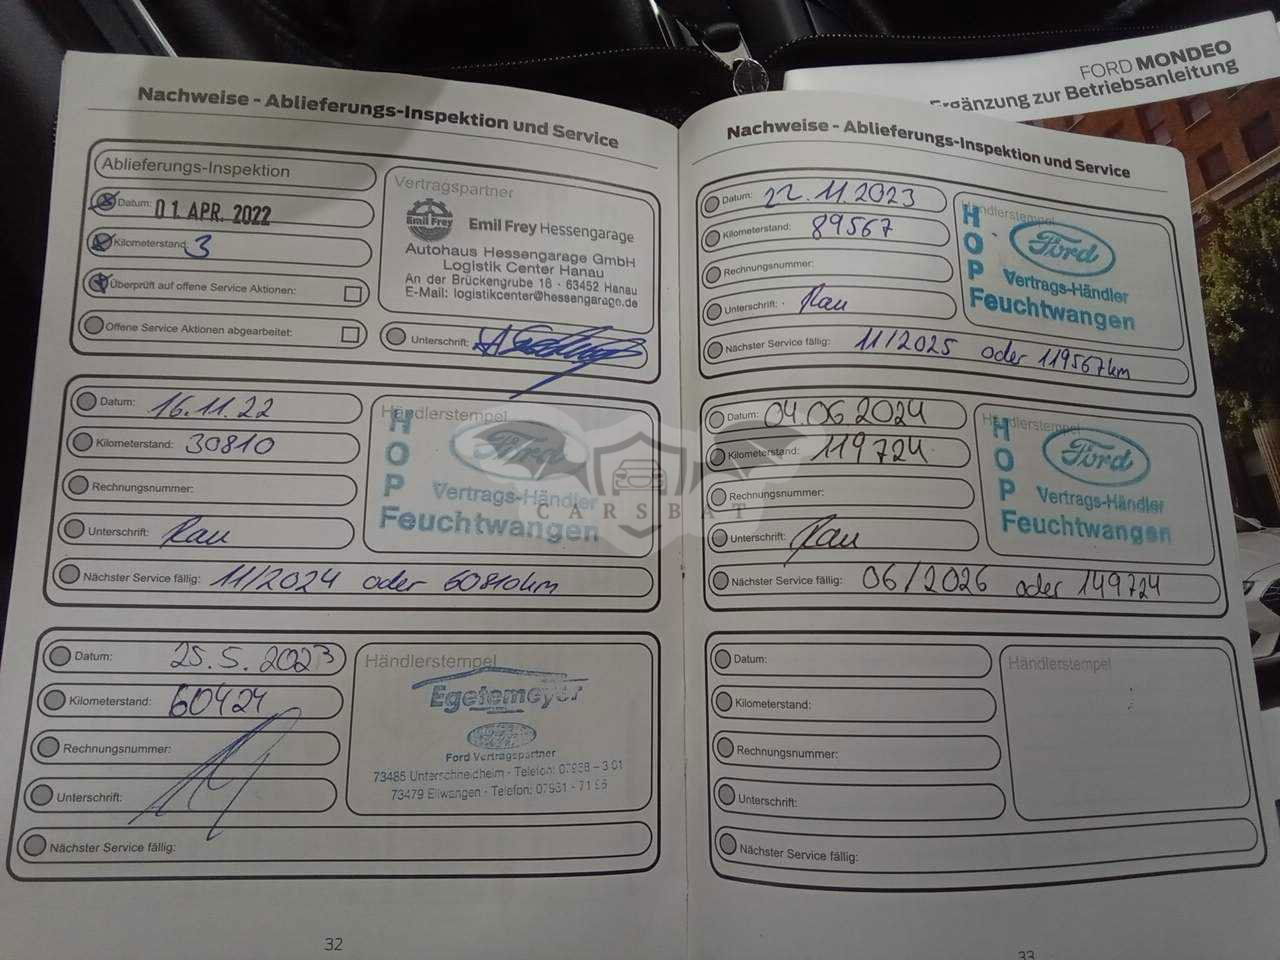 FORD MONDEO
Ergänzung zur Betriebsanleitung
Nachweise - Ablieferungs-Inspektion und Service
Ablieferungs-Inspektion
Datum: 01. APR. 2022
Kilometerstand: 3
Überprüft auf offene Service Aktionen:
Offene Service Aktionen abgearbeitet:
Vertragspartner
Emil Frey Emil Frey Hessengarage
Autohaus Hessengarage GmbH
Logistik Center Hanau
An der Brückengrube 18 - 63452 Hanau
E-Mail: logistikcenter@hessengarage.de
Unterschrift:
Datum: 16.11.22
Kilometerstand: 30810
Rechnungsnummer:
Unterschrift: Rau
Händlerstempel
HOP
Ford
Vertrags-Händler
Feuchtwangen
CARSBAT
Nächster Service fällig: 11/2024 oder 60810km
Datum: 25.5.2023
Kilometerstand: 60424
Rechnungsnummer:
Unterschrift:
Händlerstempel
Egetemeyer
Ford Vertragspartner
73485 Unterschneidheim - Telefon:
73479 Ellwangen - Telefon:
Nächster Service fällig:
32
Nachweise - Ablieferungs-Inspektion und Service
Datum: 22.11.2023
Kilometerstand: 89567
Rechnungsnummer:
Unterschrift: Rau
Händlerstempel
HOP
Ford
Vertrags-Händler
Feuchtwangen
Nächster Service fällig: 11/2025 oder 119567km
Datum: 04.06.2024
Kilometerstand: 119724
Rechnungsnummer:
Unterschrift: Rau
Händlerstempel
HOP
Ford
Vertrags-Händler
Feuchtwangen
Nächster Service fällig: 06/2026 oder 149724
Datum:
Kilometerstand:
Rechnungsnummer:
Unterschrift:
Händlerstempel
Nächster Service fällig:
33